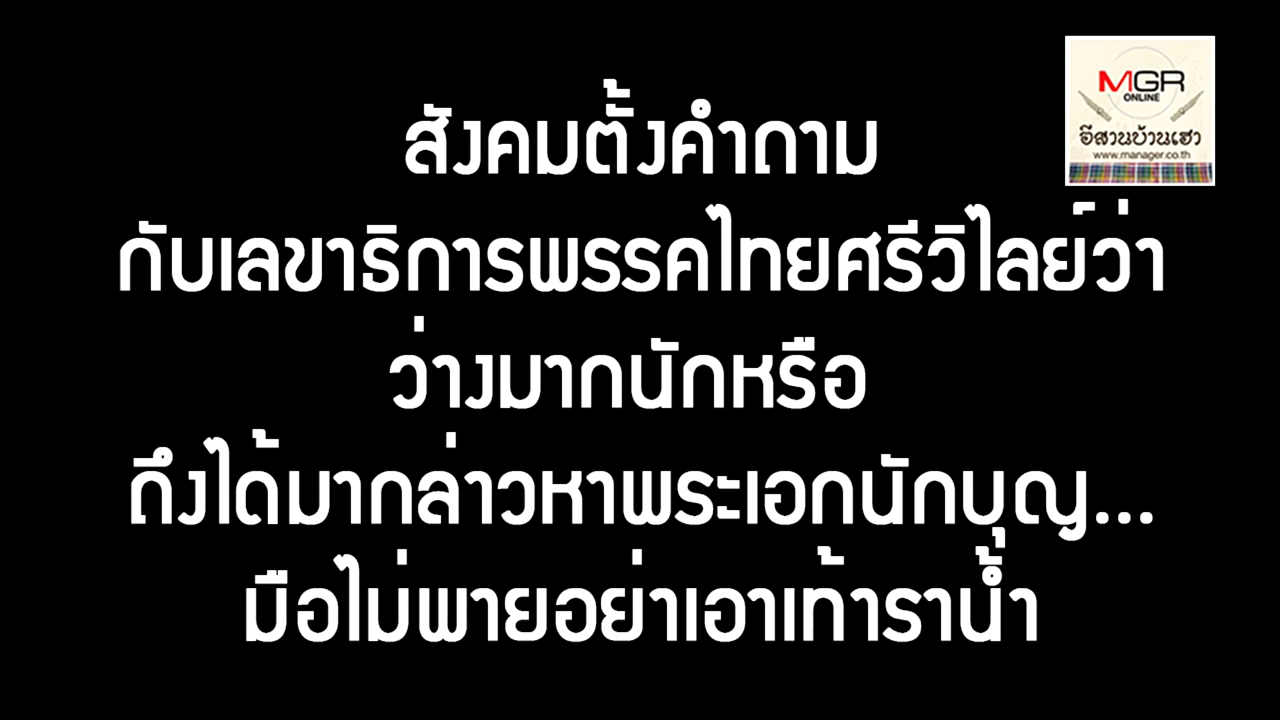 MGR
ONLINE
อีสานบ้านเฮา
www.manager.co.th
สังคมตั้งคำถาม
กับเลขาธิการพรรคไทยศรีวิไลย์ว่า
ว่างมากนักหรือ
ถึงได้มากล่าวหาพระเอกนักบุญ...
มือไม่พายอย่าเอาเท้าราน้ำ